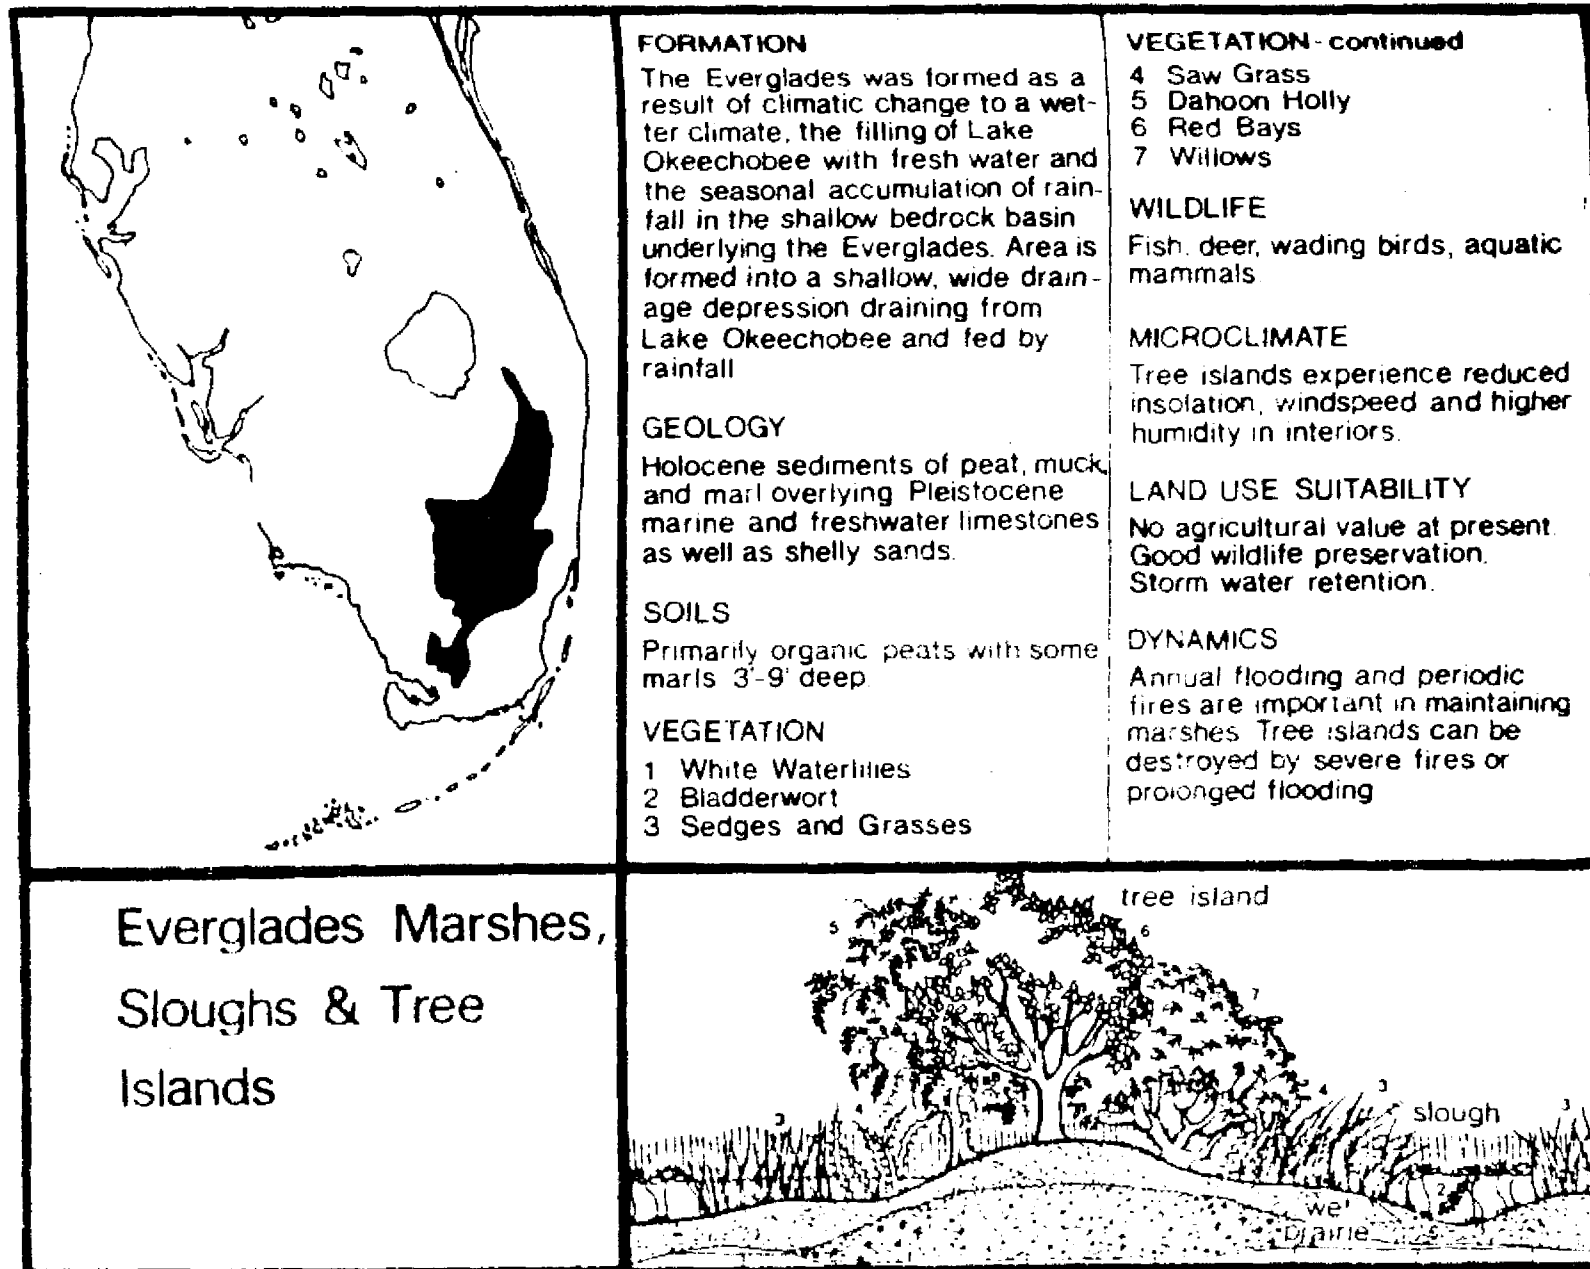 FORMATION
The Everglades was formed as a
result of climatic change to a wet-
ter climate, the filling of Lake
Okeechobee with fresh water and
the seasonal accumulation of rain-
fall in the shallow bedrock basin
underlying the Everglades. Area is
formed into a shallow, wide drain-
age depression draining from
Lake Okeechobee and fed by
rainfall
GEOLOGY
Holocene sediments of peat, muck,
and marl overlying Pleistocene
marine and freshwater limestones
as well as shelly sands.
SOILS
Primarily organic peats with some
marls 3'-9' deep
VEGETATION
1 White Waterlilies
2 Bladderwort
3 Sedges and Grasses
VEGETATION - continued
4 Saw Grass
5 Dahoon Holly
6 Red Bays
7 Willows
WILDLIFE
Fish, deer, wading birds, aquatic
mammals
MICROCLIMATE
Tree islands experience reduced
insolation, windspeed and higher
humidity in interiors.
LAND USE SUITABILITY
No agricultural value at present.
Good wildlife preservation.
Storm water retention.
DYNAMICS
Annual flooding and periodic
fires are important in maintaining
marshes Tree islands can be
destroyed by severe fires or
prolonged flooding
Everglades Marshes,
Sloughs & Tree
Islands
tree island
5
6
7
4
3
3
slough
3
2
prairie